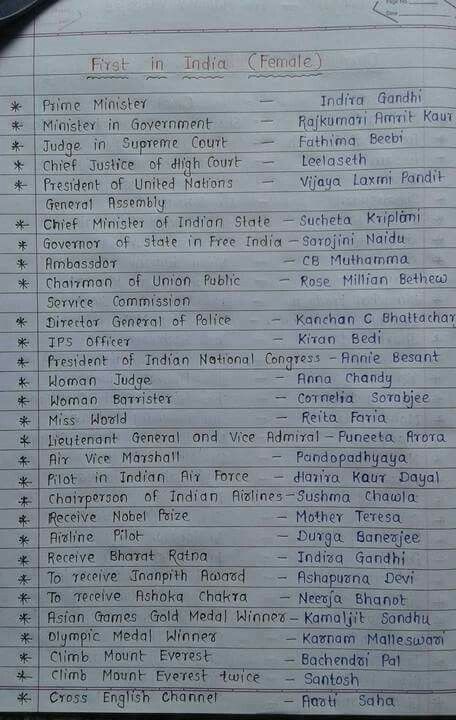 Page No.
Date
First in India (Female)
* Prime Minister — Indira Gandhi
* Minister in Government — Rajkumari Amrit Kaur
* Judge in Supreme Court — Fathima Beebi
* Chief Justice of High Court — Leelaseth
* President of United Nations — Vijaya Laxmi Pandit
General Assembly
* Chief Minister of Indian State — Sucheta Kriplani
* Governor of state in Free India — Sarojini Naidu
* Ambassdor — CB Muthamma
* Chairman of Union Public — Rose Millian Bethew
Service Commission
* Director General of Police — Kanchan C Bhattachar
* IPS Officer — Kiran Bedi
* President of Indian National Congress - Annie Besant
* Woman Judge — Anna Chandy
* Woman Barrister — Cornelia Sorabjee
* Miss World — Reita Faria
* Lieutenant General and Vice Admiral - Puneeta Arora
* Air Vice Marshall — Pandopadhyaya
* Pilot in Indian Air Force — Harira Kaur Dayal
* Chairperson of Indian Airlines - Sushma Chawla
* Receive Nobel Prize — Mother Teresa
* Airline Pilot — Durga Banerjee
* Receive Bharat Ratna — Indira Gandhi
* To receive Jnanpith Award — Ashapurna Devi
* To receive Ashoka Chakra — Neerja Bhanot
* Asian Games Gold Medal Winner - Kamaljit Sandhu
* Olympic Medal Winner — Karnam Malleswari
* Climb Mount Everest — Bachendri Pal
* Climb Mount Everest twice — Santosh
* Cross English Channel — Aarti Saha